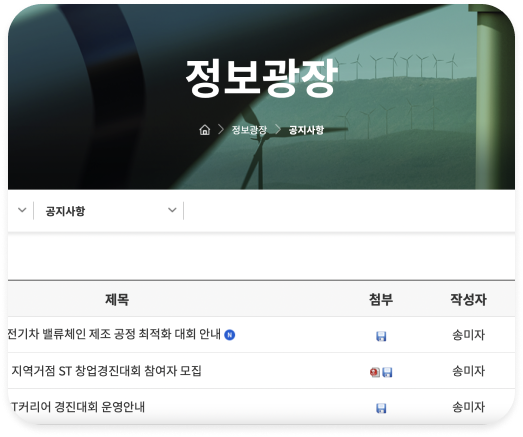 정보광장
정보광장 공지사항
공지사항
제목 첨부 작성자
전기차 밸류체인 제조 공정 최적화 대회 안내 N 송미자
지역거점 ST 창업경진대회 참여자 모집 송미자
T커리어 경진대회 운영안내 송미자